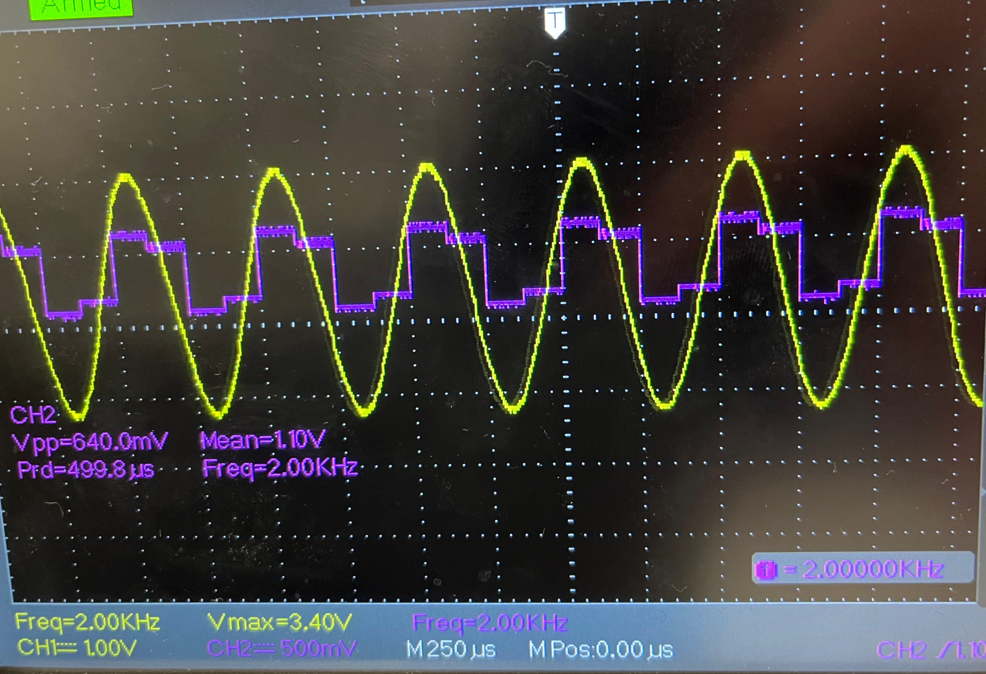 Armed
T
CH2
Vpp=640.0mV Mean=1.10V
Prd=499.8µs Freq=2.00KHz
= 2.00000KHz
Freq=2.00KHz Vmax=3.40V Freq=2.00KHz
CH1 1.00V CH2 500mV M 250 µs M Pos:0.00 µs CH2 /1.10